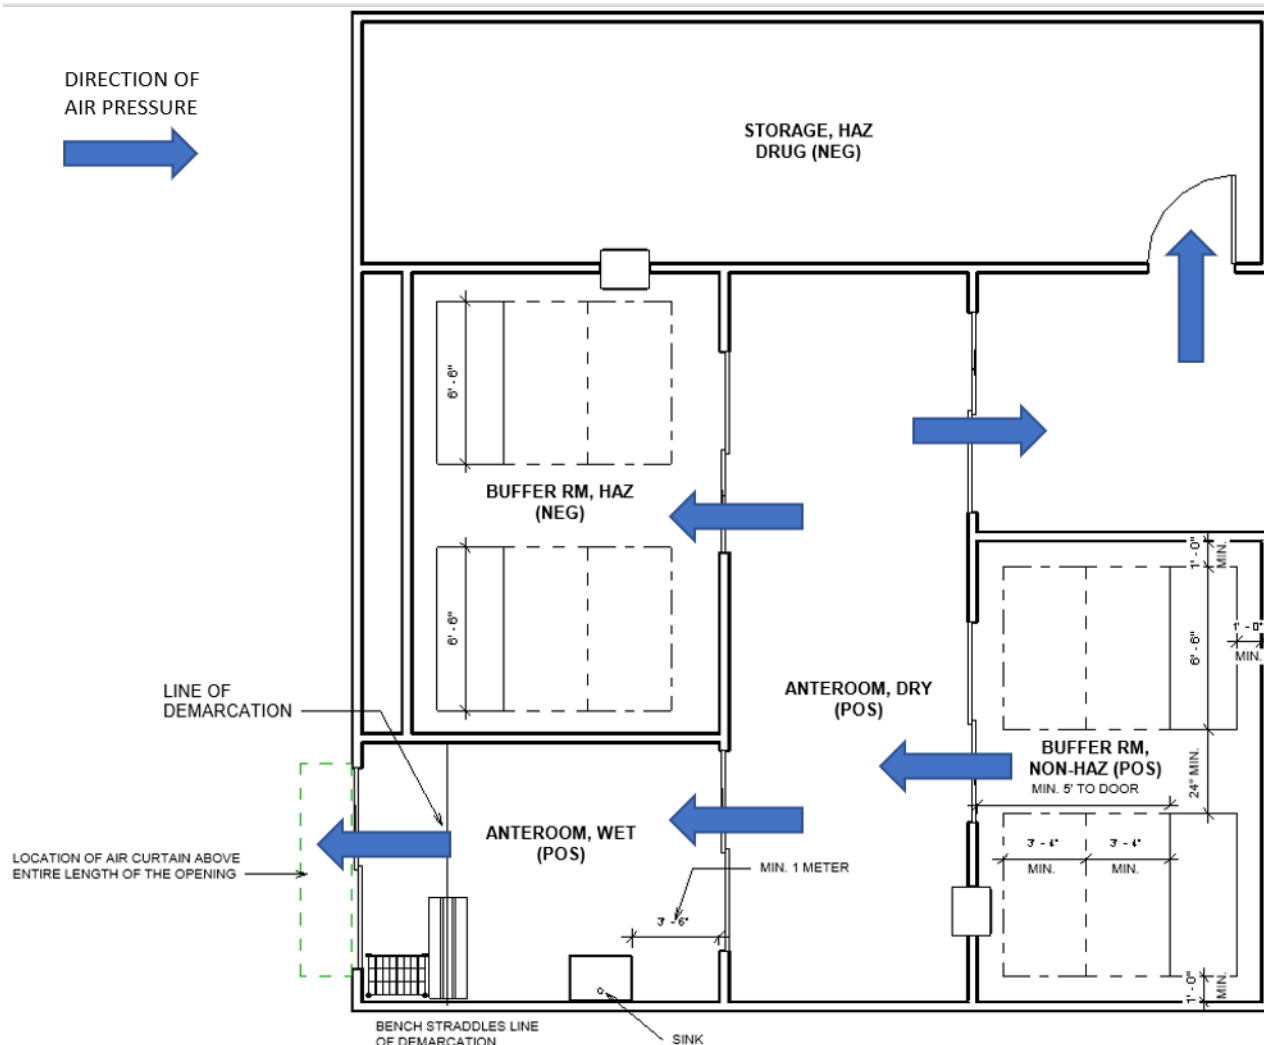 DIRECTION OF
AIR PRESSURE
STORAGE, HAZ
DRUG (NEG)
6' - 6"
BUFFER RM, HAZ
(NEG)
6' - 6"
LINE OF
DEMARCATION
ANTEROOM, DRY
(POS)
1' - 0"
MIN.
6' - 6"
1' - 0"
MIN.
BUFFER RM,
NON-HAZ (POS)
MIN. 5' TO DOOR
24" MIN.
ANTEROOM, WET
(POS)
LOCATION OF AIR CURTAIN ABOVE
ENTIRE LENGTH OF THE OPENING
MIN. 1 METER
3' - 6"
3' - 4"
MIN.
3' - 4"
MIN.
1' - 0"
MIN.
BENCH STRADDLES LINE
OF DEMARCATION
SINK